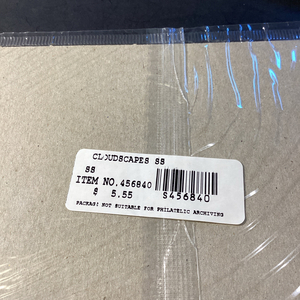 CLOUDSCAPES SS
SS
ITEM NO. 456840
$ 5.55
S456840
PACKAGE NOT SUITABLE FOR PHILATELIC ARCHIVING